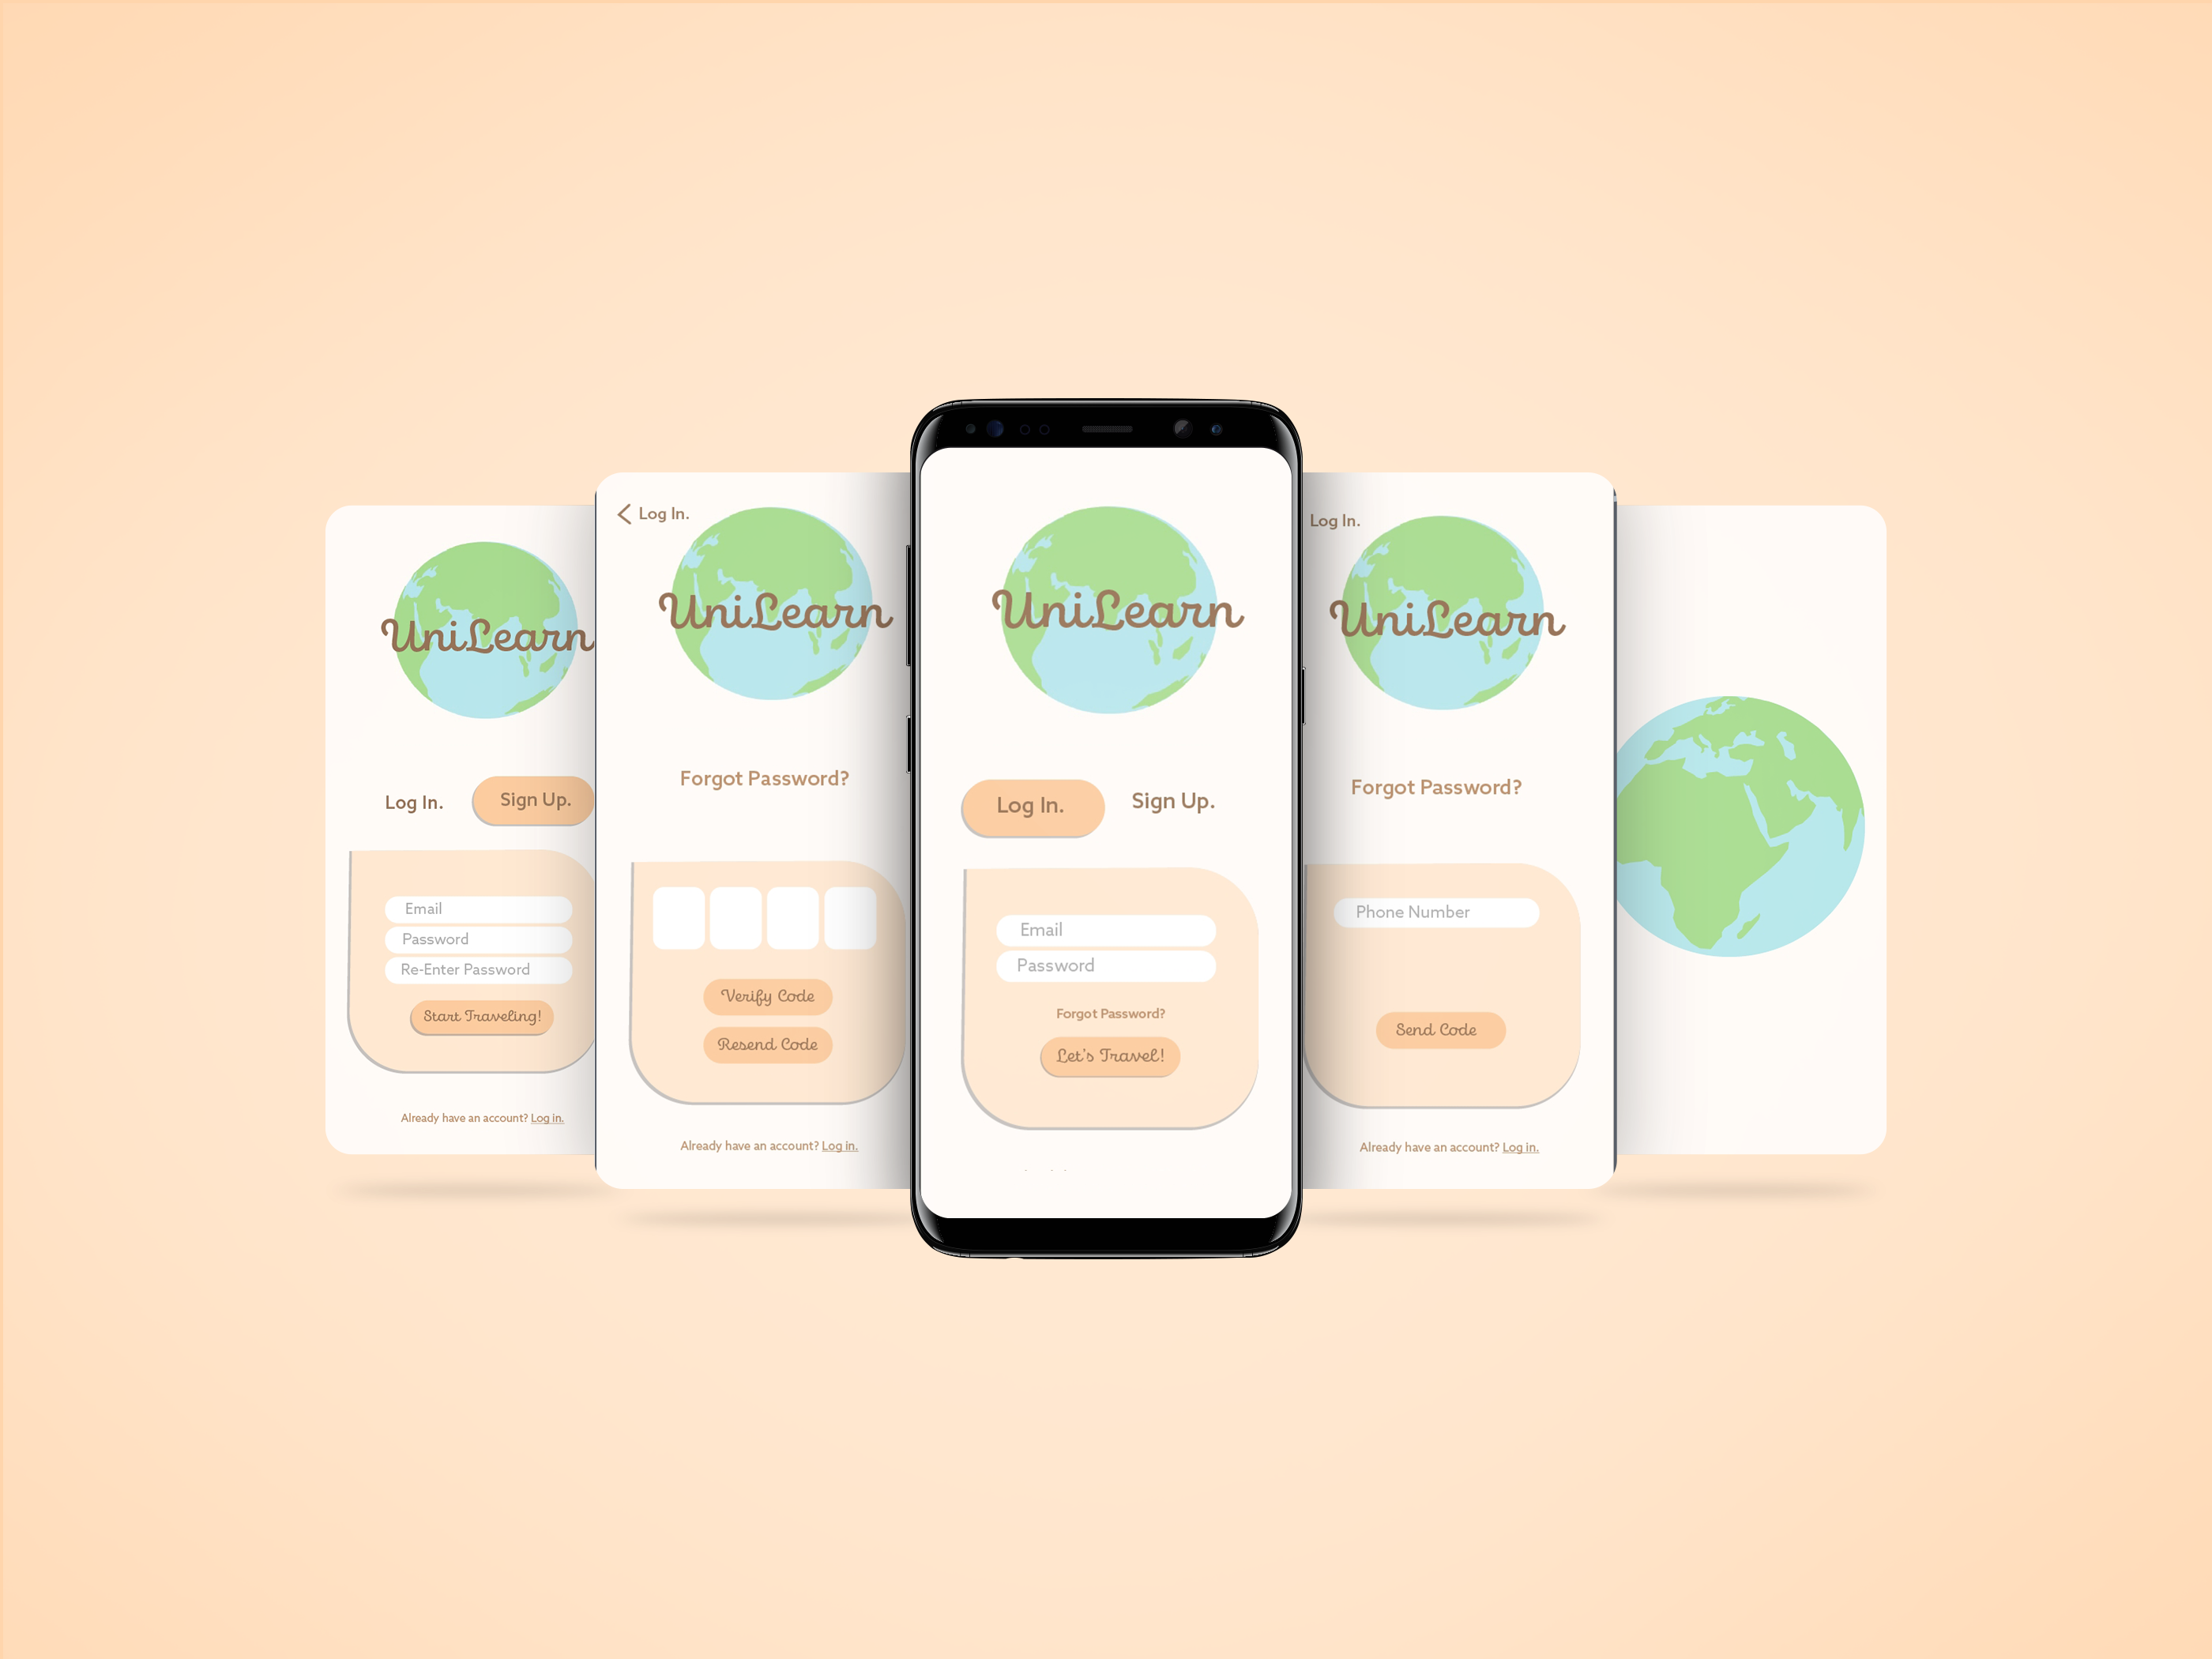 UniLearn
Log In.
Sign Up.
Email
Password
Re-Enter Password
Start Traveling!
Already have an account? Log in.
Log In.
UniLearn
Forgot Password?
Verify Code
Resend Code
Already have an account? Log in.
UniLearn
Log In.
Sign Up.
Email
Password
Forgot Password?
Let's Travel!
Log In.
UniLearn
Forgot Password?
Phone Number
Send Code
Already have an account? Log in.